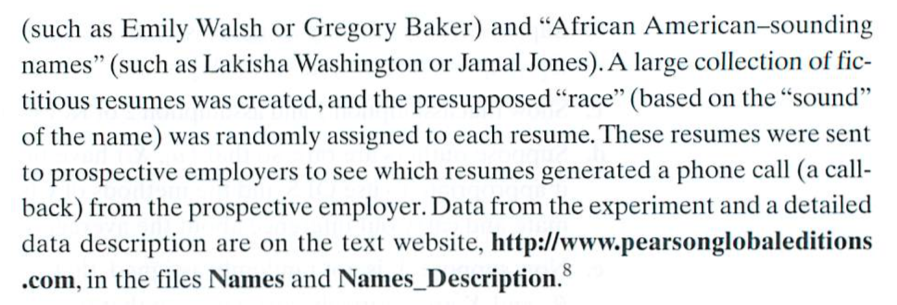 (such as Emily Walsh or Gregory Baker) and “African American–sounding
names” (such as Lakisha Washington or Jamal Jones). A large collection of fic-
titious resumes was created, and the presupposed “race” (based on the “sound”
of the name) was randomly assigned to each resume. These resumes were sent
to prospective employers to see which resumes generated a phone call (a call-
back) from the prospective employer. Data from the experiment and a detailed
data description are on the text website, http://www.pearsonglobaleditions
.com, in the files Names and Names_Description.⁸